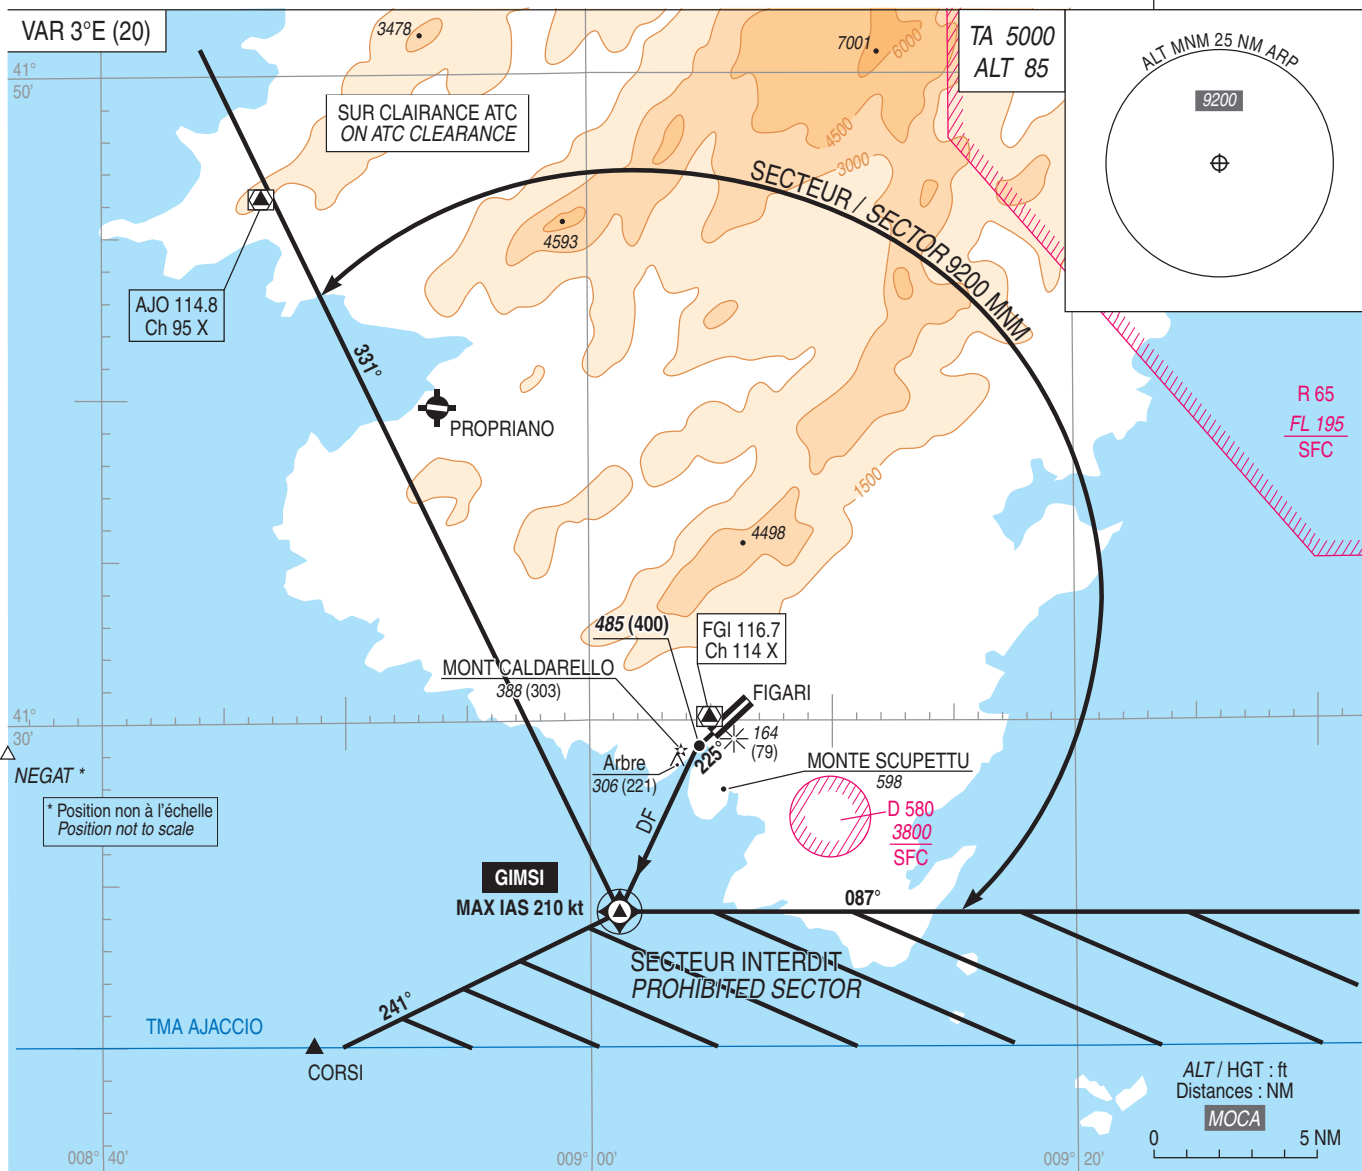 VAR 3°E (20)
41°
50'
3478
7001
6000
TA 5000
ALT 85
ALT MNM 25 NM ARP
9200
SUR CLAIRANCE ATC
ON ATC CLEARANCE
4500
3000
SECTEUR / SECTOR 9200 MNM
4593
AJO 114.8
Ch 95 X
331°
PROPRIANO
R 65
FL 195
SFC
1500
4498
485 (400)
FGI 116.7
Ch 114 X
MONT CALDARELLO
388 (303)
FIGARI
41°
30'
164
(79)
225°
NEGAT *
Arbre
306 (221)
MONTE SCUPETTU
598
* Position non à l'échelle
Position not to scale
D 580
3800
SFC
DF
GIMSI
MAX IAS 210 kt
087°
SECTEUR INTERDIT
PROHIBITED SECTOR
241°
TMA AJACCIO
CORSI
ALT / HGT : ft
Distances : NM
MOCA
0 5 NM
008° 40'
009° 00'
009° 20'